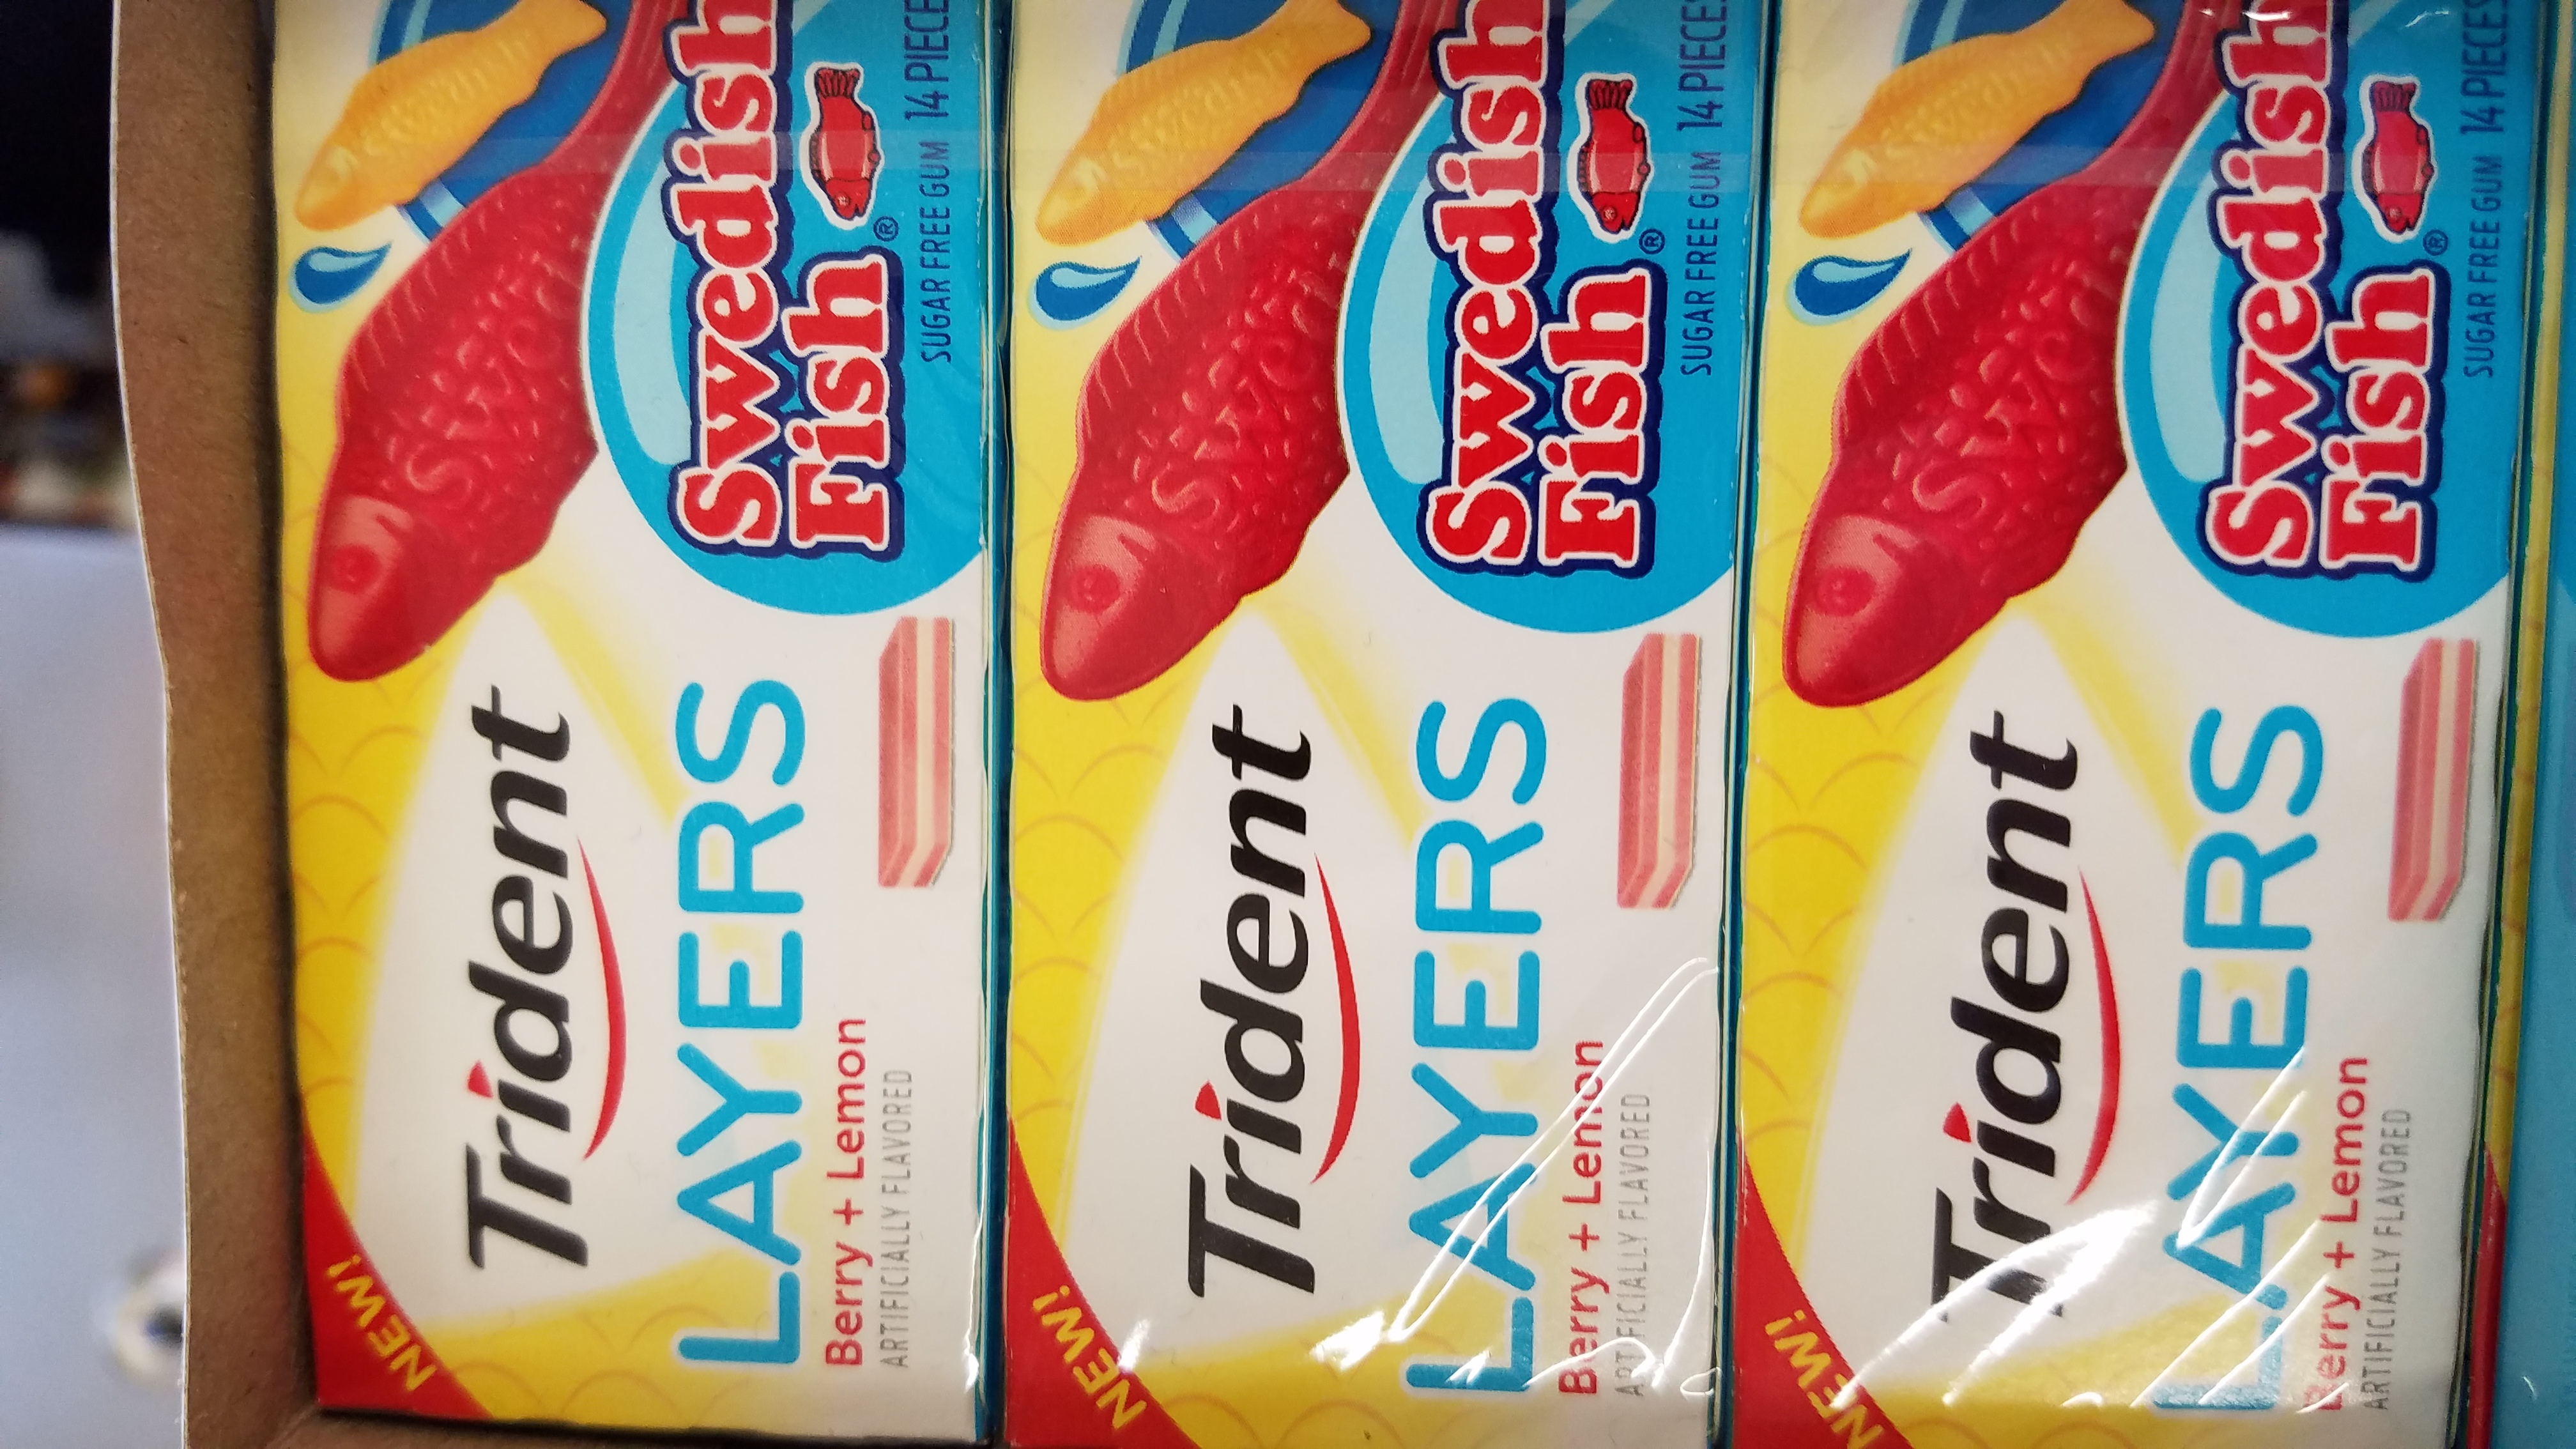 NEW!
Trident
LAYERS
Berry + Lemon
ARTIFICIALLY FLAVORED
Swedish
Fish®
SUGAR FREE GUM 14 PIECE
NEW!
Trident
LAYERS
Berry + Lemon
ARTIFICIALLY FLAVORED
Swedish
Fish®
SUGAR FREE GUM 14 PIECES
NEW!
Trident
LAYERS
Berry + Lemon
ARTIFICIALLY FLAVORED
Swedish
Fish®
SUGAR FREE GUM 14 PIECES